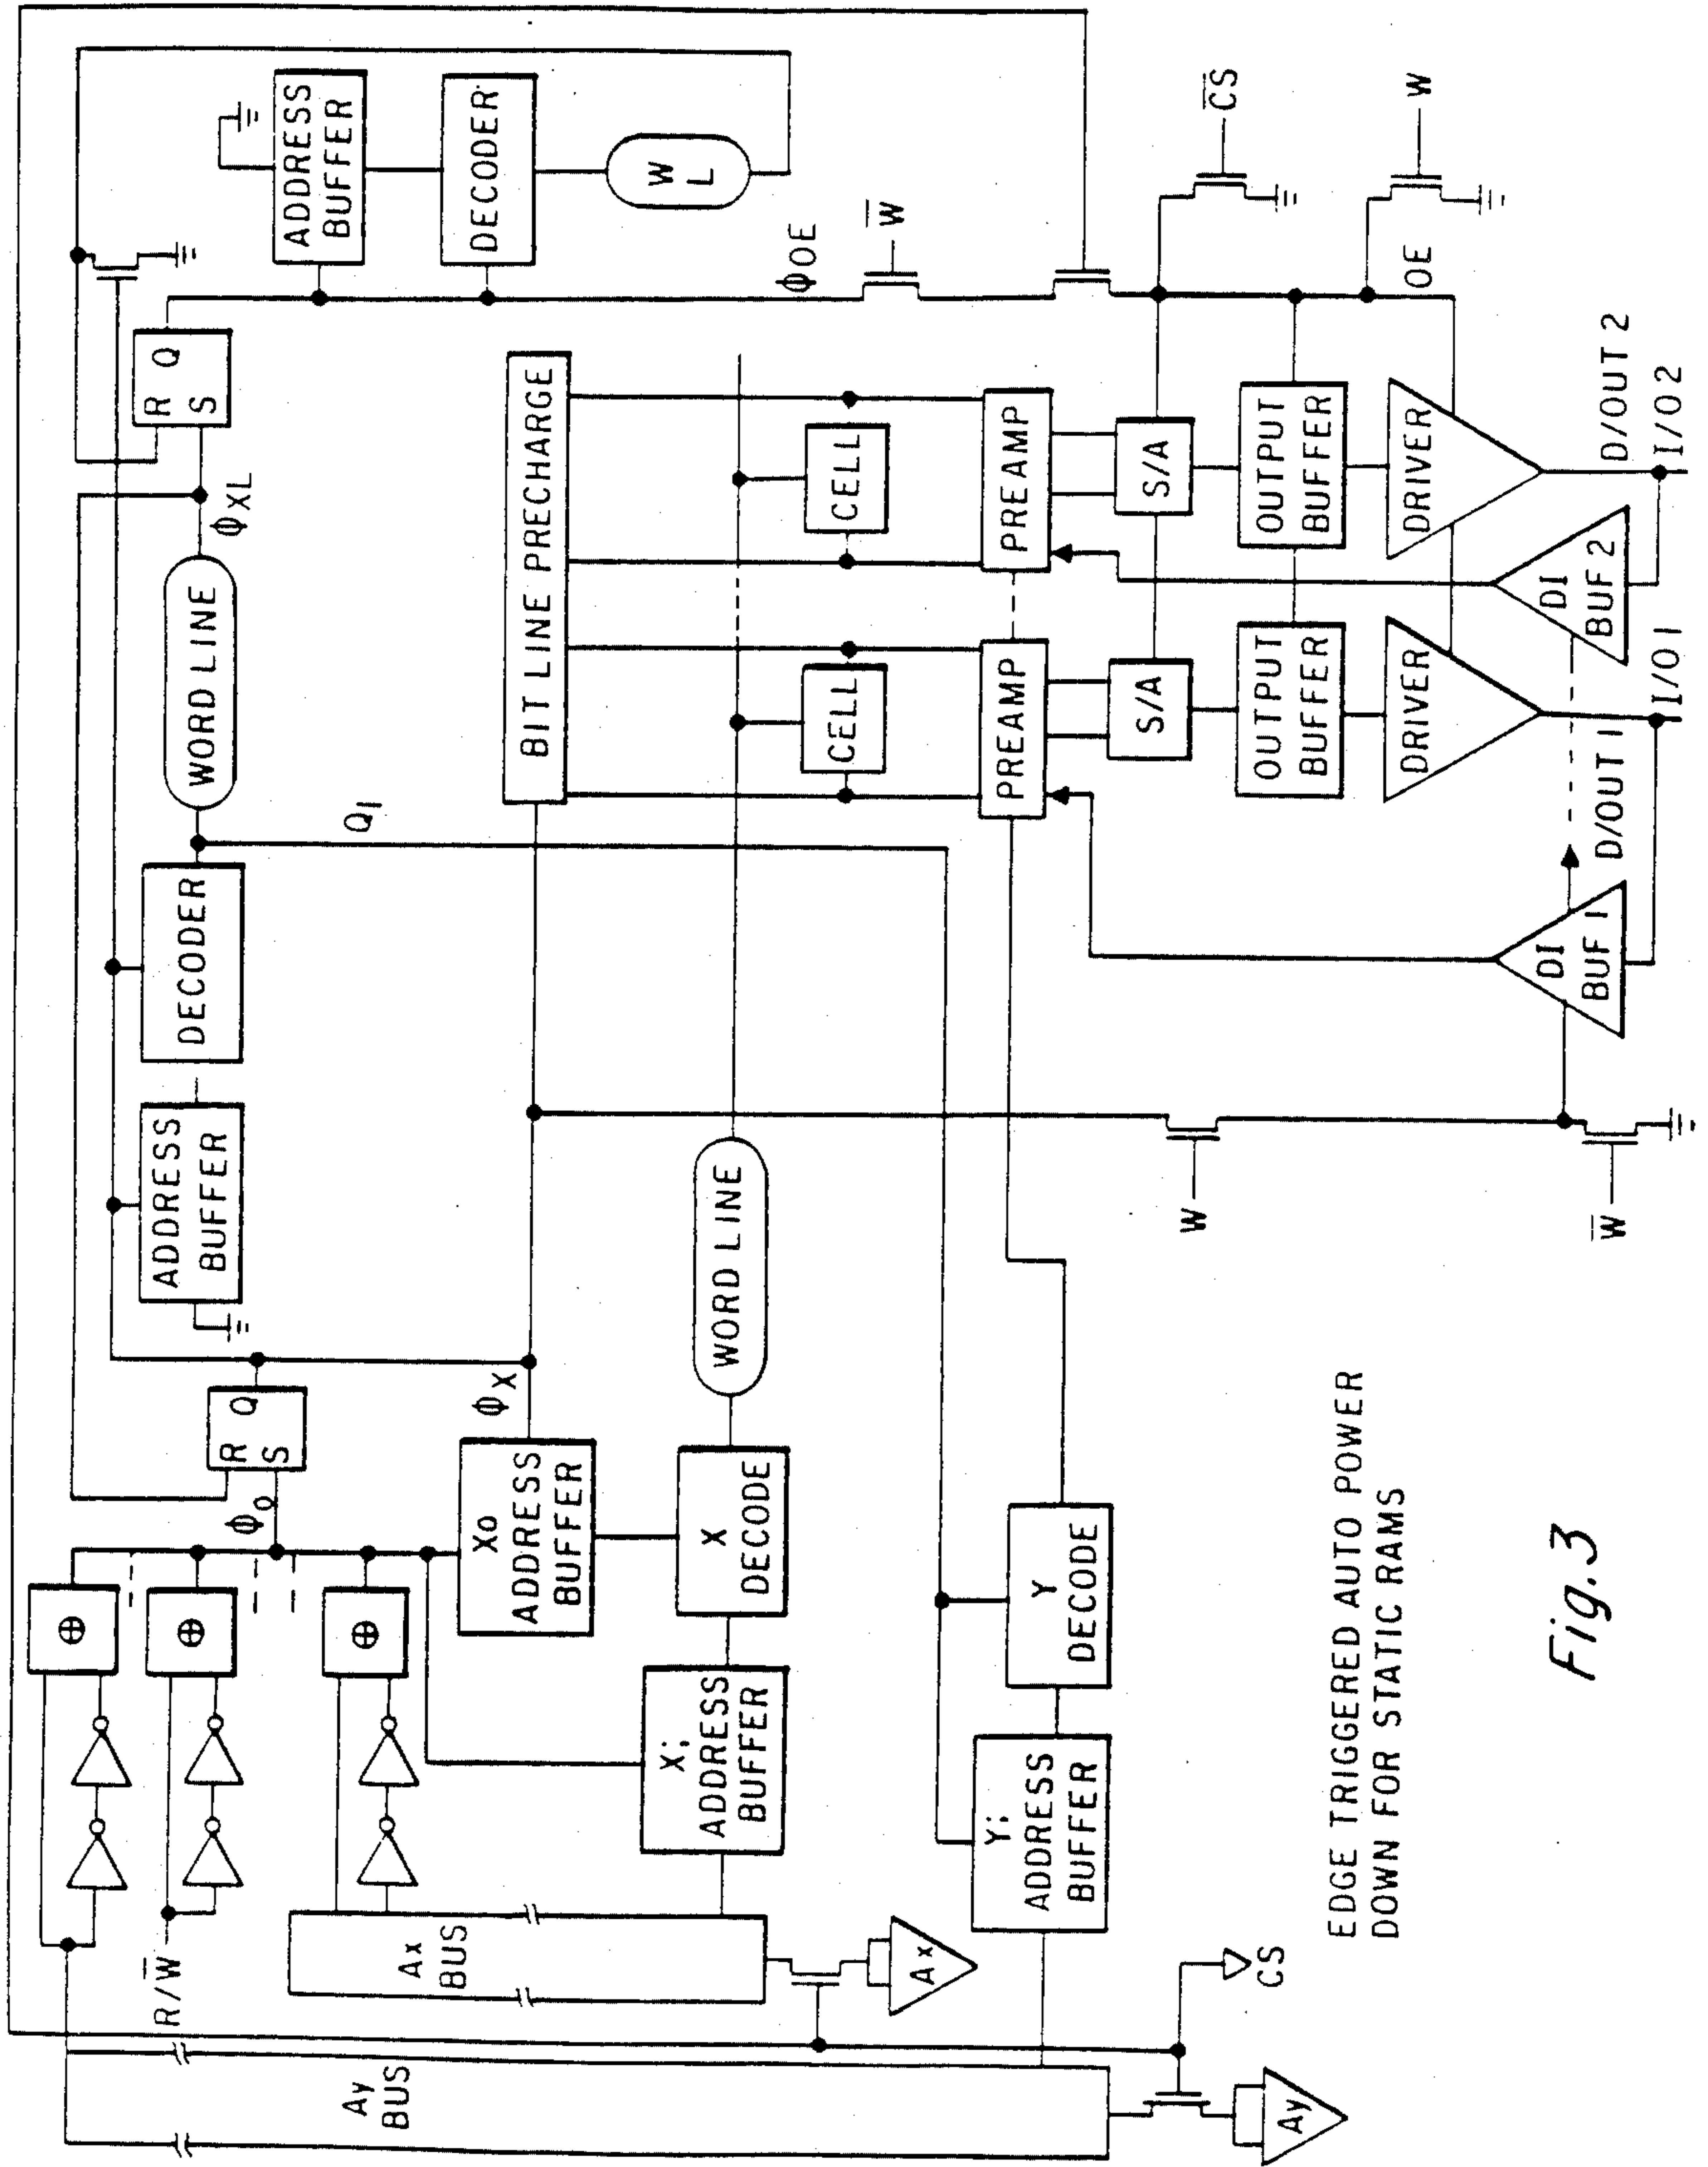 ADDRESS
BUFFER
DECODER
W
L
R Q
S
WORD LINE
ΦXL
DECODER
ADDRESS
BUFFER
Q1
R Q
S
Φ0
ΦX
⊕
⊕
⊕
R/W̅
Ay
BUS
Ax
BUS
Ax
Ay
CS
X0
ADDRESS
BUFFER
X
DECODE
Xi
ADDRESS
BUFFER
WORD LINE
Yi
ADDRESS
BUFFER
Y
DECODE
BIT LINE PRECHARGE
CELL
CELL
PREAMP
PREAMP
S/A
S/A
OUTPUT
BUFFER
OUTPUT
BUFFER
DRIVER
DRIVER
DI
BUF 1
DI
BUF 2
D/OUT 1
I/O 1
D/OUT 2
I/O 2
ΦOE
W̅
C̅S̅
W
OE
W
W̅
EDGE TRIGGERED AUTO POWER
DOWN FOR STATIC RAMS
Fig.3